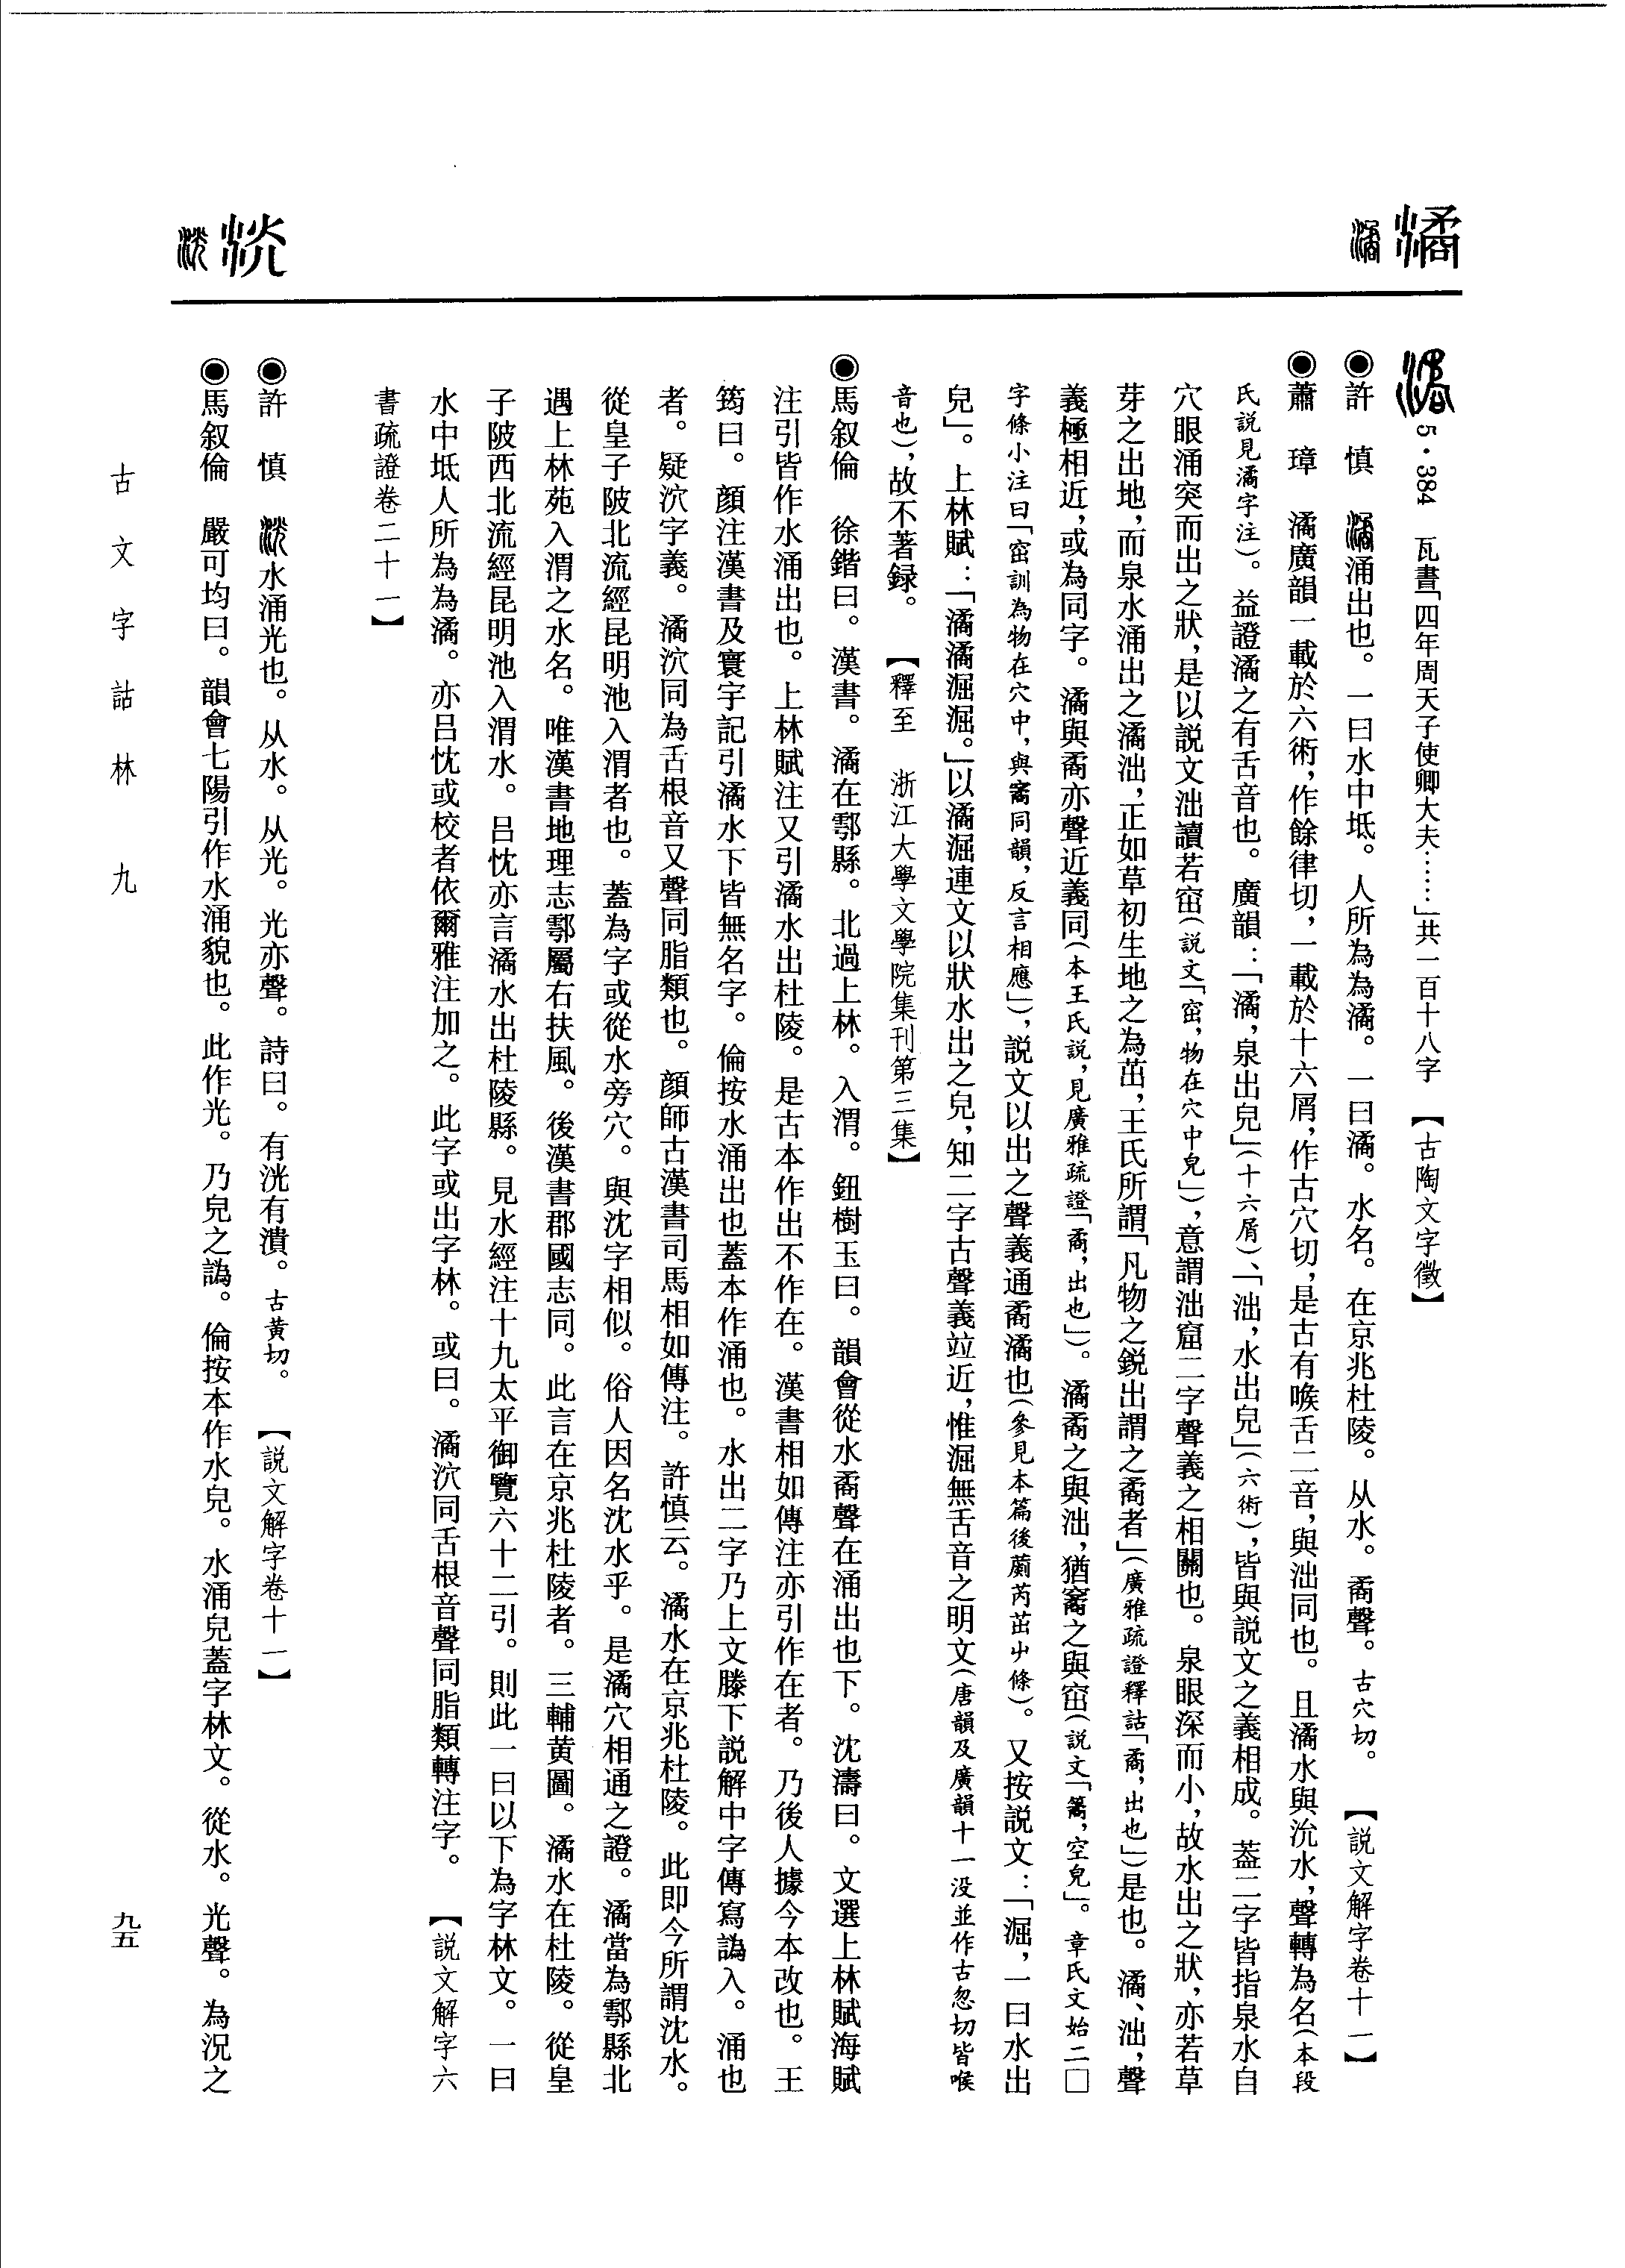 潏
洸
5·384 瓦書「四年周天子使卿大夫……」共一百十八字 【古陶文字徵】
◉許　慎　涌出也。一曰水中坻。人所為為潏。一曰潏。水名。在京兆杜陵。从水。矞聲。古穴切。【説文解字卷十一】
◉蕭　璋　潏廣韻一載於六術，作餘律切，一載於十六屑，作古穴切，是古有喉舌二音，與泏同也。且潏水與沇水，聲轉為名（本段
氏説見潏字注）。益證潏之有舌音也。廣韻：「潏，泉出皃」（十六屑）、「泏，水出皃」（六術），皆與説文之義相成。葢二字皆指泉水自
穴眼涌突而出之狀，是以説文泏讀若窋（説文「窋，物在穴中皃」），意謂泏窟二字聲義之相關也。泉眼深而小，故水出之狀，亦若草
芽之出地，而泉水涌出之潏泏，正如草初生地之為茁，王氏所謂「凡物之鋭出謂之矞者」（廣雅疏證釋詁「矞，出也」）是也。潏、泏，聲
義極相近，或為同字。潏與矞亦聲近義同（本王氏説，見廣雅疏證「矞，出也」）。潏矞之與泏，猶䆷之與窋（説文「䆷，空皃」。章氏文始二□
字條小注曰「窋訓為物在穴中，與䆷同韻，反言相應」），説文以出之聲義通矞潏也（參見本篇後蕳芮茁屮條）。又按説文：「淈，一曰水出
皃」。上林賦：「潏潏淈淈。」以潏淈連文以狀水出之皃，知二字古聲義竝近，惟淈無舌音之明文（唐韻及廣韻十一没並作古忽切皆喉
音也），故不著録。【釋至　浙江大學文學院集刊第三集】
◉馬叙倫　徐鍇曰。漢書。潏在鄠縣。北過上林。入渭。鈕樹玉曰。韻會從水矞聲在涌出也下。沈濤曰。文選上林賦海賦
注引皆作水涌出也。上林賦注又引潏水出杜陵。是古本作出不作在。漢書相如傳注亦引作在者。乃後人據今本改也。王
筠曰。顔注漢書及寰宇記引潏水下皆無名字。倫按水涌出也蓋本作涌也。水出二字乃上文滕下説解中字傳寫譌入。涌也
者。疑泬字義。潏泬同為舌根音又聲同脂類也。顔師古漢書司馬相如傳注。許慎云。潏水在京兆杜陵。此即今所謂沈水。
從皇子陂北流經昆明池入渭者也。蓋為字或從水旁穴。與沈字相似。俗人因名沈水乎。是潏穴相通之證。潏當為鄠縣北
遇上林苑入渭之水名。唯漢書地理志鄠屬右扶風。後漢書郡國志同。此言在京兆杜陵者。三輔黄圖。潏水在杜陵。從皇
子陂西北流經昆明池入渭水。吕忱亦言潏水出杜陵縣。見水經注十九太平御覽六十二引。則此一曰以下為字林文。一曰
水中坻人所為為潏。亦吕忱或校者依爾雅注加之。此字或出字林。或曰。潏泬同舌根音聲同脂類轉注字。【説文解字六
書疏證卷二十一】
◉許　慎　水涌光也。从水。从光。光亦聲。詩曰。有洸有潰。古黄切。【説文解字卷十一】
◉馬叙倫　嚴可均曰。韻會七陽引作水涌貌也。此作光。乃皃之譌。倫按本作水皃。水涌皃蓋字林文。從水。光聲。為況之
古文字詁林　九
九五